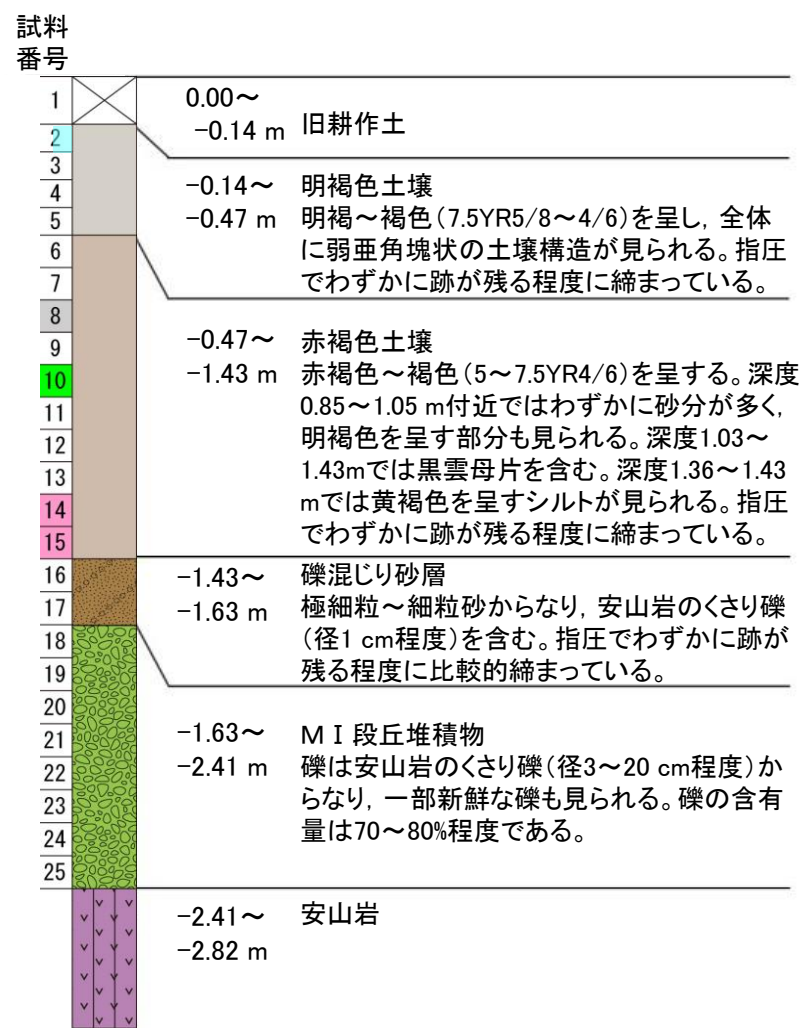 試料
番号
1
2
3
4
5
6
7
8
9
10
11
12
13
14
15
16
17
18
19
20
21
22
23
24
25
0.00～
-0.14 m
旧耕作土
-0.14～
-0.47 m
明褐色土壌
明褐～褐色（7.5YR5/8～4/6）を呈し，全体
に弱亜角塊状の土壌構造が見られる。指圧
でわずかに跡が残る程度に締まっている。
-0.47～
-1.43 m
赤褐色土壌
赤褐色～褐色（5～7.5YR4/6）を呈する。深度
0.85～1.05 m付近ではわずかに砂分が多く，
明褐色を呈す部分も見られる。深度1.03～
1.43mでは黒雲母片を含む。深度1.36～1.43
mでは黄褐色を呈すシルトが見られる。指圧
でわずかに跡が残る程度に締まっている。
-1.43～
-1.63 m
礫混じり砂層
極細粒～細粒砂からなり，安山岩のくさり礫
（径1 cm程度）を含む。指圧でわずかに跡が
残る程度に比較的締まっている。
-1.63～
-2.41 m
ＭⅠ段丘堆積物
礫は安山岩のくさり礫（径3～20 cm程度）か
らなり，一部新鮮な礫も見られる。礫の含有
量は70～80%程度である。
-2.41～
-2.82 m
安山岩